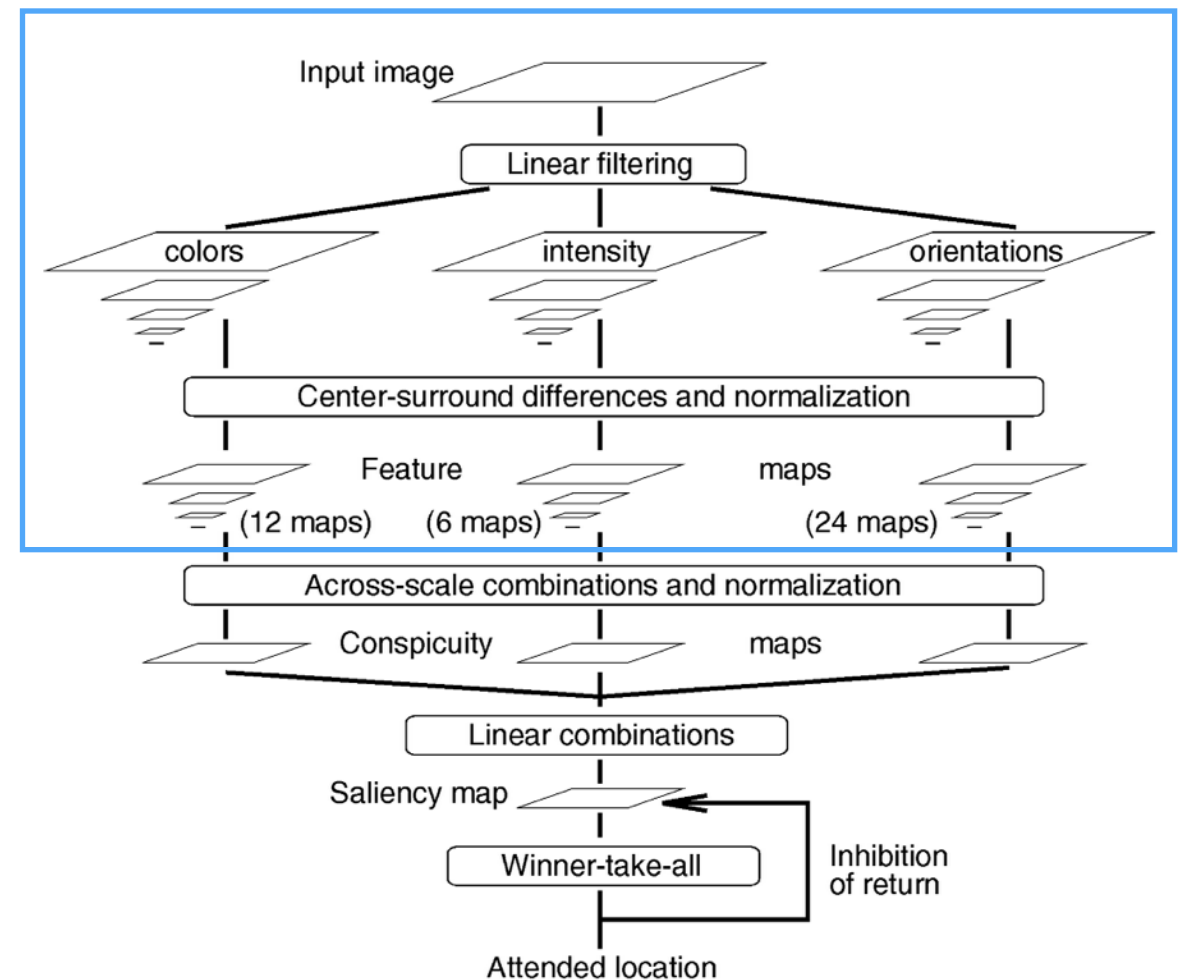 Input image
Linear filtering
colors
intensity
orientations
Center-surround differences and normalization
Feature maps
(12 maps)
(6 maps)
(24 maps)
Across-scale combinations and normalization
Conspicuity maps
Linear combinations
Saliency map
Winner-take-all
Inhibition
of return
Attended location